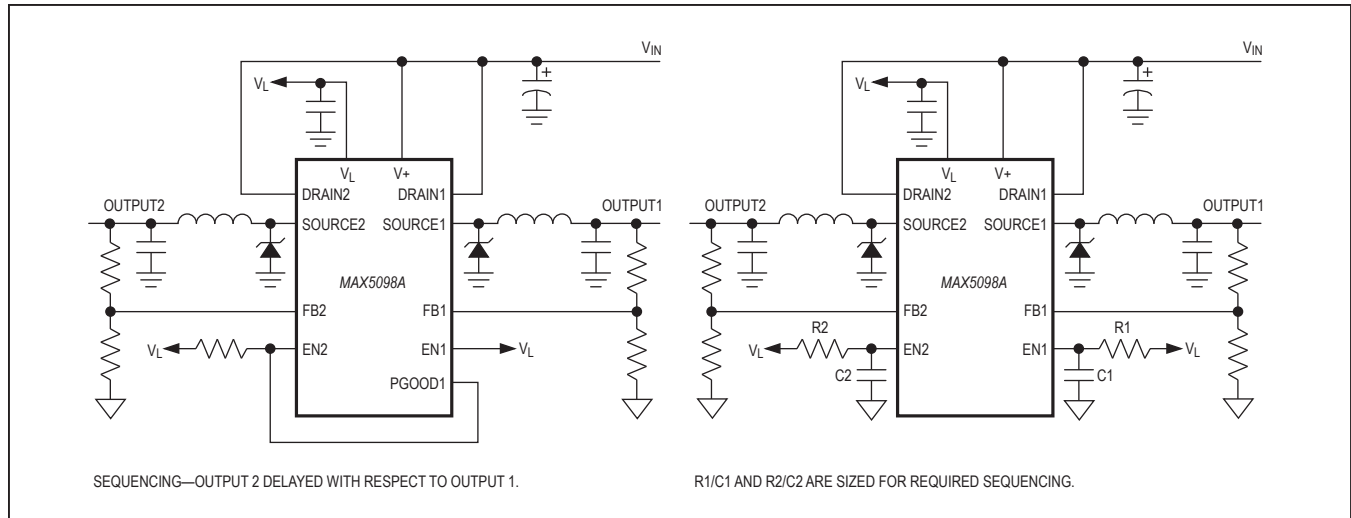 VIN
VL
VL
V+
DRAIN2
DRAIN1
OUTPUT2
OUTPUT1
SOURCE2
SOURCE1
MAX5098A
FB2
FB1
VL
EN2
EN1
VL
PGOOD1
SEQUENCING—OUTPUT 2 DELAYED WITH RESPECT TO OUTPUT 1.
VIN
VL
VL
V+
DRAIN2
DRAIN1
OUTPUT2
OUTPUT1
SOURCE2
SOURCE1
MAX5098A
FB2
FB1
R2
R1
VL
EN2
EN1
VL
C2
C1
R1/C1 AND R2/C2 ARE SIZED FOR REQUIRED SEQUENCING.